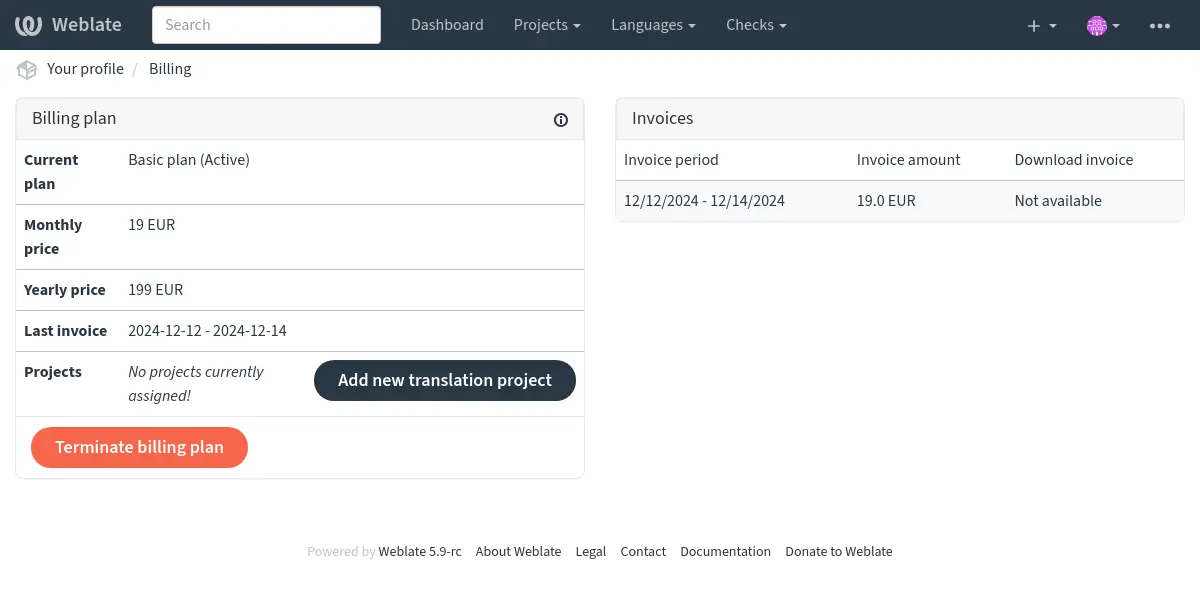 Weblate Search Dashboard Projects Languages Checks
Your profile / Billing
Billing plan
Current plan Basic plan (Active)
Monthly price 19 EUR
Yearly price 199 EUR
Last invoice 2024-12-12 - 2024-12-14
Projects No projects currently assigned! Add new translation project
Terminate billing plan
Invoices
Invoice period Invoice amount Download invoice
12/12/2024 - 12/14/2024 19.0 EUR Not available
Powered by Weblate 5.9-rc About Weblate Legal Contact Documentation Donate to Weblate